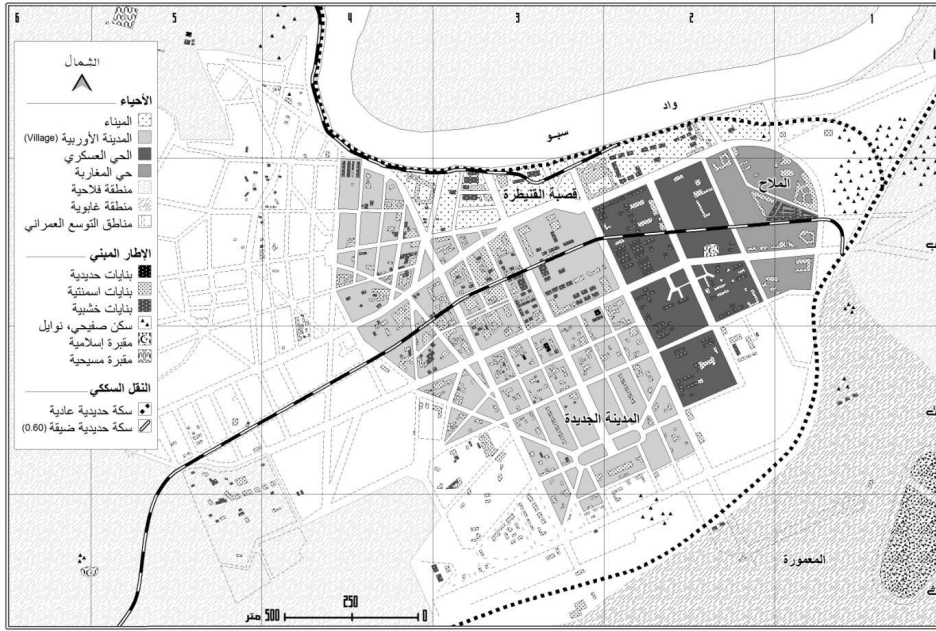 6 5 4 3 2 1
الشمال
الأحياء
الميناء
المدينة الأوربية (Village)
الحي العسكري
حي المغاربة
منطقة فلاحية
منطقة غابوية
مناطق التوسع العمراني
الإطار المبني
بنايات حديدية
بنايات اسمنتية
بنايات خشبية
سكن صفيحي، نوايل
مقبرة إسلامية
مقبرة مسيحية
النقل السككي
سكة حديدية عادية
سكة حديدية ضيقة (0.60)
أ
واد
سبو
الملاح
قصبة القنيطرة
ب
المدينة الجديدة
المعمورة
ث
500 متر
250
0